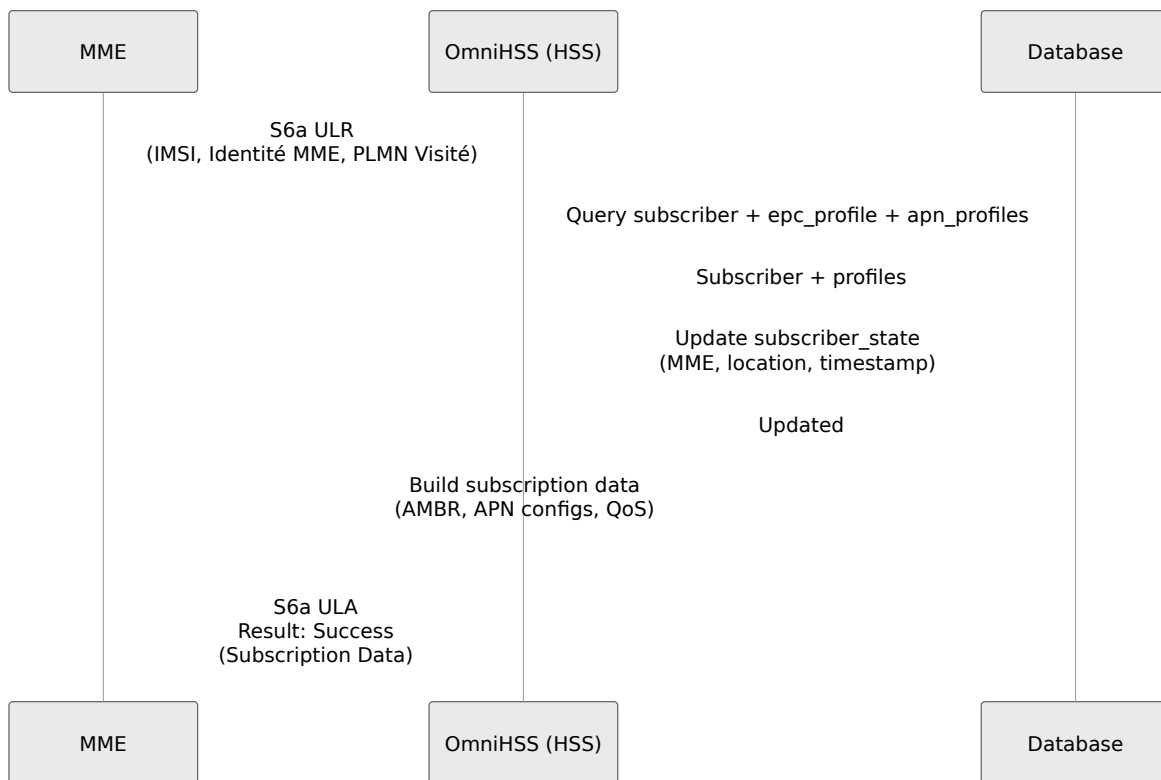 MME
OmniHSS (HSS)
Database
S6a ULR
(IMSI, Identité MME, PLMN Visité)
Query subscriber + epc_profile + apn_profiles
Subscriber + profiles
Update subscriber_state
(MME, location, timestamp)
Updated
Build subscription data
(AMBR, APN configs, QoS)
S6a ULA
Result: Success
(Subscription Data)
MME
OmniHSS (HSS)
Database